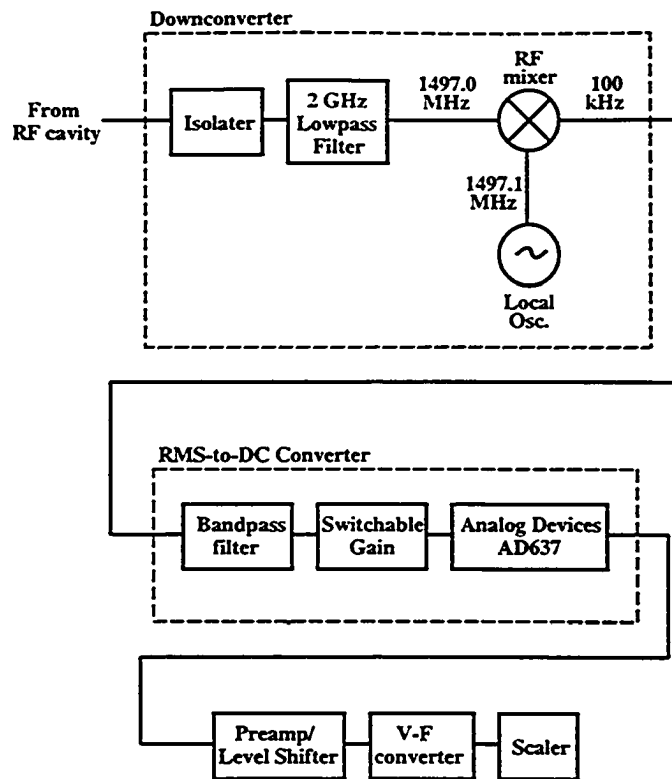 Downconverter
From
RF cavity
Isolater
2 GHz
Lowpass
Filter
1497.0
MHz
RF
mixer
100
kHz
1497.1
MHz
Local
Osc.
RMS-to-DC Converter
Bandpass
filter
Switchable
Gain
Analog Devices
AD637
Preamp/
Level Shifter
V-F
converter
Scaler